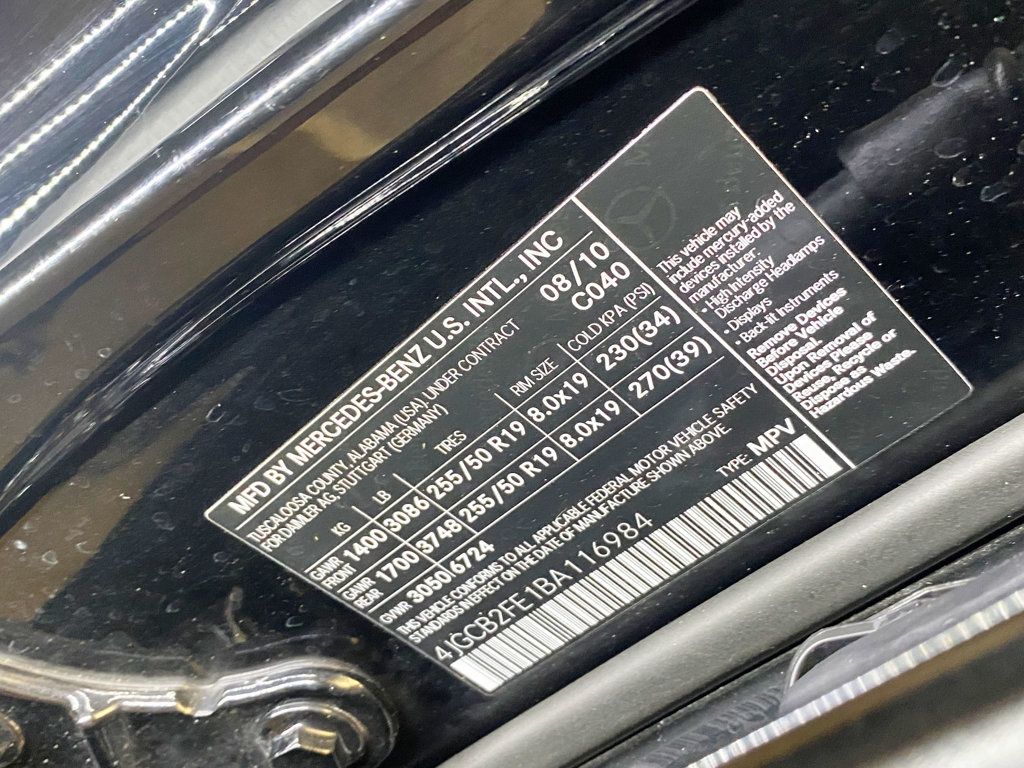 MFD BY MERCEDES-BENZ U.S. INTL., INC
TUSCALOOSA COUNTY, ALABAMA (USA) UNDER CONTRACT 08/10
FOR DAIMLER AG, STUTTGART (GERMANY) C040
KG LB TRES RIM SIZE COLD KPA (PSI)
GAWR FRONT 1400 3086 255/50 R19 8.0x19 230(34)
GAWR REAR 1700 3748 255/50 R19 8.0x19 270(39)
GVWR 3050 6724
THIS VEHICLE CONFORMS TO ALL APPLICABLE FEDERAL MOTOR VEHICLE SAFETY
STANDARDS IN EFFECT ON THE DATE OF MANUFACTURE SHOWN ABOVE
4JGCB2FE1BA116984 TYPE: MPV
This vehicle may
include mercury-added
devices installed by the
manufacturer:
- High Intensity
Discharge Headlamps
- Displays
- Back-lit Instruments
Remove Devices
Before Vehicle
Disposal.
Upon Removal of
Devices Please
Reuse, Recycle or
Dispose as
Hazardous Waste.